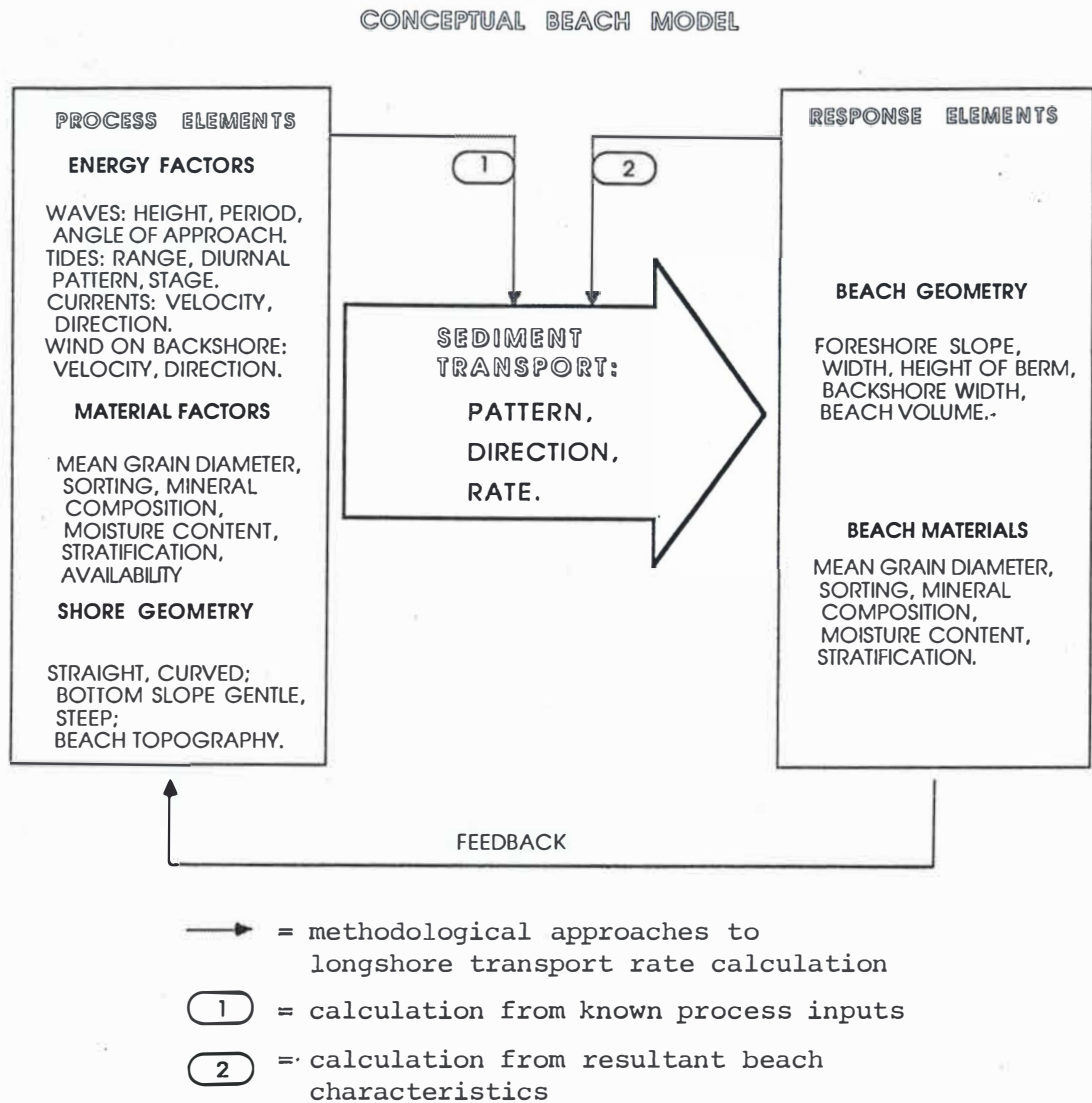 CONCEPTUAL BEACH MODEL
PROCESS ELEMENTS
ENERGY FACTORS
WAVES: HEIGHT, PERIOD,
ANGLE OF APPROACH.
TIDES: RANGE, DIURNAL
PATTERN, STAGE.
CURRENTS: VELOCITY,
DIRECTION.
WIND ON BACKSHORE:
VELOCITY, DIRECTION.
MATERIAL FACTORS
MEAN GRAIN DIAMETER,
SORTING, MINERAL
COMPOSITION,
MOISTURE CONTENT,
STRATIFICATION,
AVAILABILITY
SHORE GEOMETRY
STRAIGHT, CURVED;
BOTTOM SLOPE GENTLE,
STEEP;
BEACH TOPOGRAPHY.
1
2
SEDIMENT
TRANSPORT:
PATTERN,
DIRECTION,
RATE.
RESPONSE ELEMENTS
BEACH GEOMETRY
FORESHORE SLOPE,
WIDTH, HEIGHT OF BERM,
BACKSHORE WIDTH,
BEACH VOLUME.
BEACH MATERIALS
MEAN GRAIN DIAMETER,
SORTING, MINERAL
COMPOSITION,
MOISTURE CONTENT,
STRATIFICATION.
FEEDBACK
= methodological approaches to
longshore transport rate calculation
1 = calculation from known process inputs
2 = calculation from resultant beach
characteristics